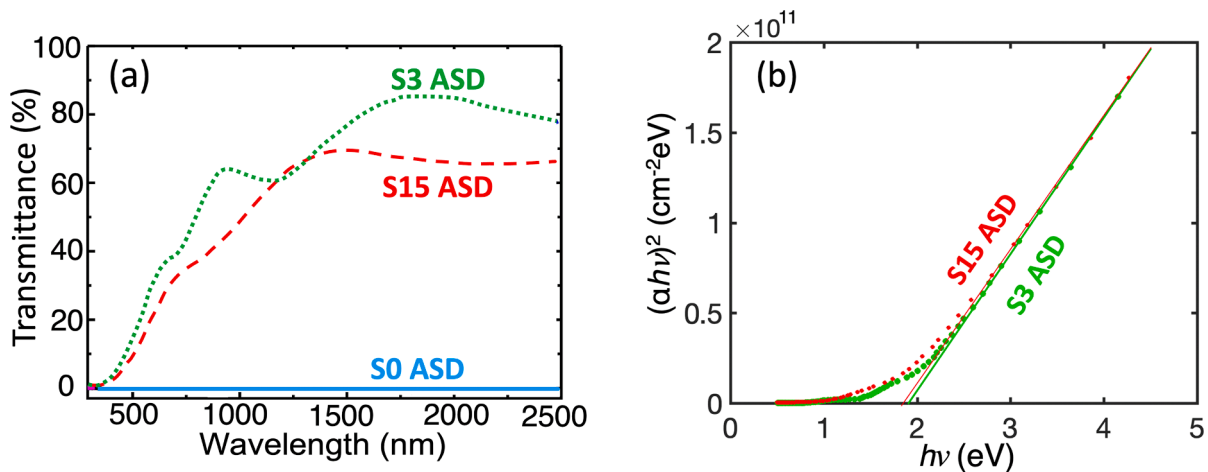 (a)
100
80
60
40
20
0
Transmittance (%)
S3 ASD
S15 ASD
S0 ASD
500 1000 1500 2000 2500
Wavelength (nm)
×10¹¹
(b)
2
1.5
1
0.5
0
(αhν)² (cm⁻²eV)
S15 ASD
S3 ASD
0 1 2 3 4 5
hν (eV)